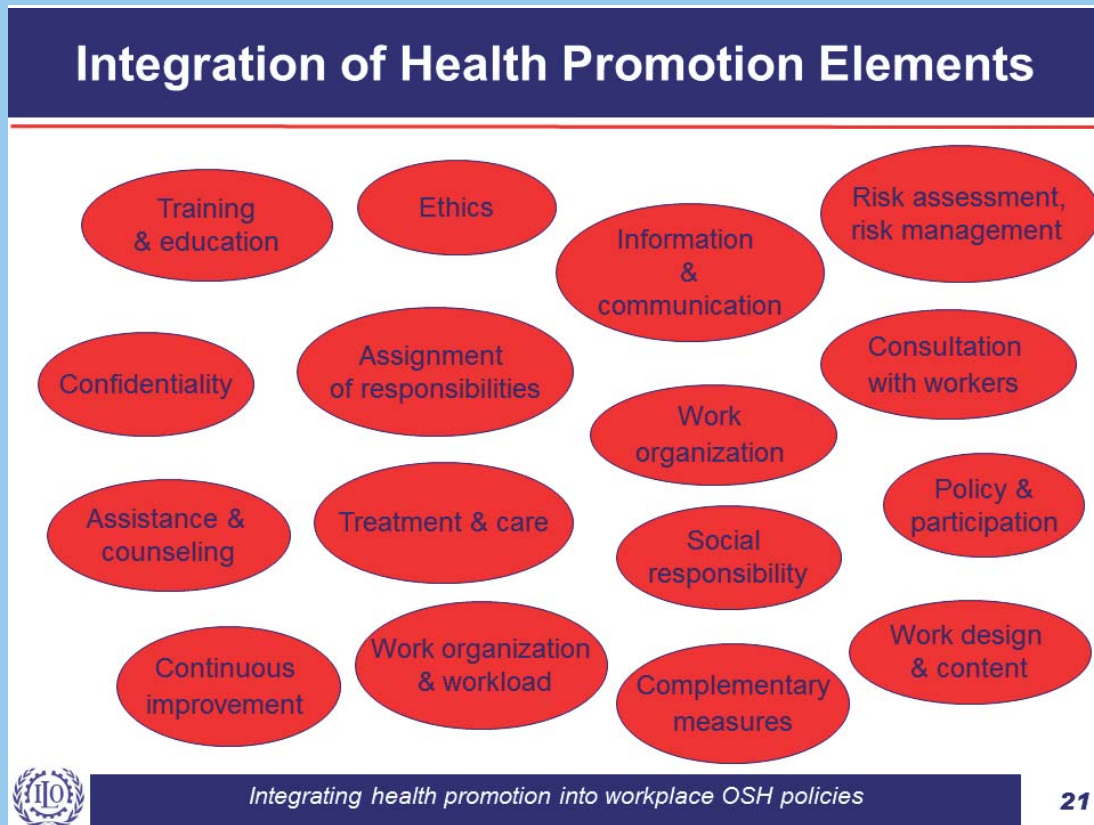 Integration of Health Promotion Elements
Training
& education
Ethics
Information
&
communication
Risk assessment,
risk management
Confidentiality
Assignment
of responsibilities
Work
organization
Consultation
with workers
Assistance &
counseling
Treatment & care
Social
responsibility
Policy &
participation
Continuous
improvement
Work organization
& workload
Complementary
measures
Work design
& content
ILO
Integrating health promotion into workplace OSH policies
21